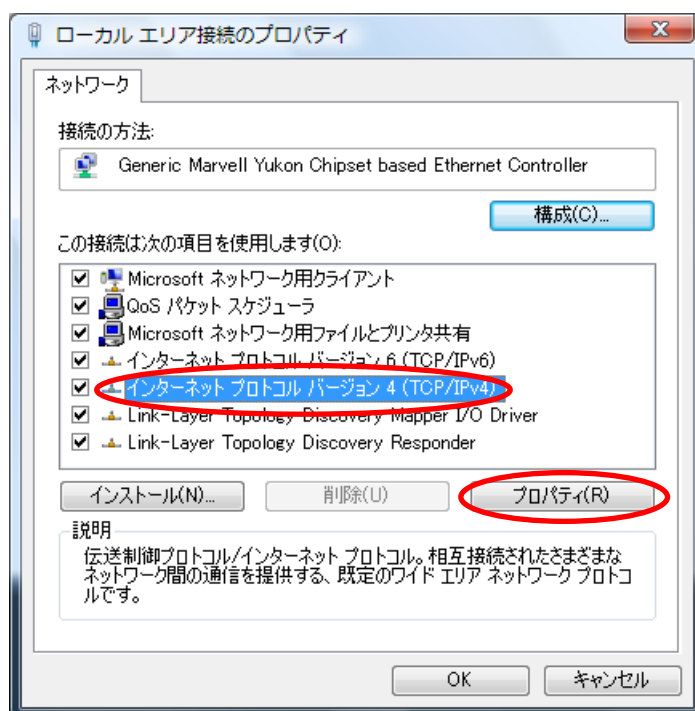 ローカル エリア接続のプロパティ
ネットワーク
接続の方法:
Generic Marvell Yukon Chipset based Ethernet Controller
構成(C)...
この接続は次の項目を使用します(O):
Microsoft ネットワーク用クライアント
QoS パケット スケジューラ
Microsoft ネットワーク用ファイルとプリンタ共有
インターネット プロトコル バージョン 6 (TCP/IPv6)
インターネット プロトコル バージョン 4 (TCP/IPv4)
Link-Layer Topology Discovery Mapper I/O Driver
Link-Layer Topology Discovery Responder
インストール(N)...
削除(U)
プロパティ(R)
説明
伝送制御プロトコル/インターネット プロトコル。相互接続されたさまざまな
ネットワーク間の通信を提供する、既定のワイド エリア ネットワーク プロトコ
ルです。
OK
キャンセル